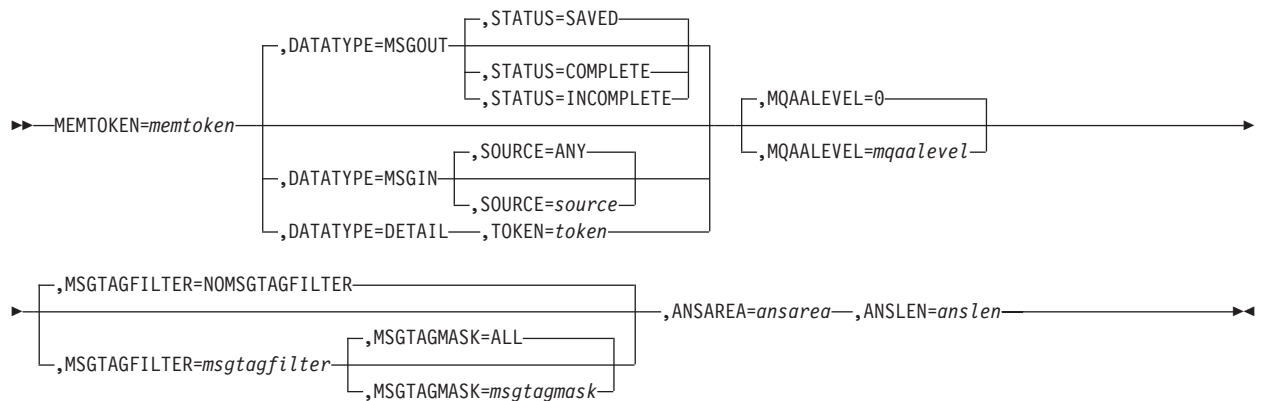 ,STATUS=SAVED
,DATATYPE=MSGOUT
,STATUS=COMPLETE
,STATUS=INCOMPLETE
,MQAALEVEL=0
MEMTOKEN=memtoken
,MQAALEVEL=mqaalevel
,SOURCE=ANY
,DATATYPE=MSGIN
,SOURCE=source
,DATATYPE=DETAIL ,TOKEN=token
,MSGTAGFILTER=NOMSGTAGFILTER
,ANSAREA=ansarea ,ANSLEN=anslen
,MSGTAGMASK=ALL
,MSGTAGFILTER=msgtagfilter
,MSGTAGMASK=msgtagmask